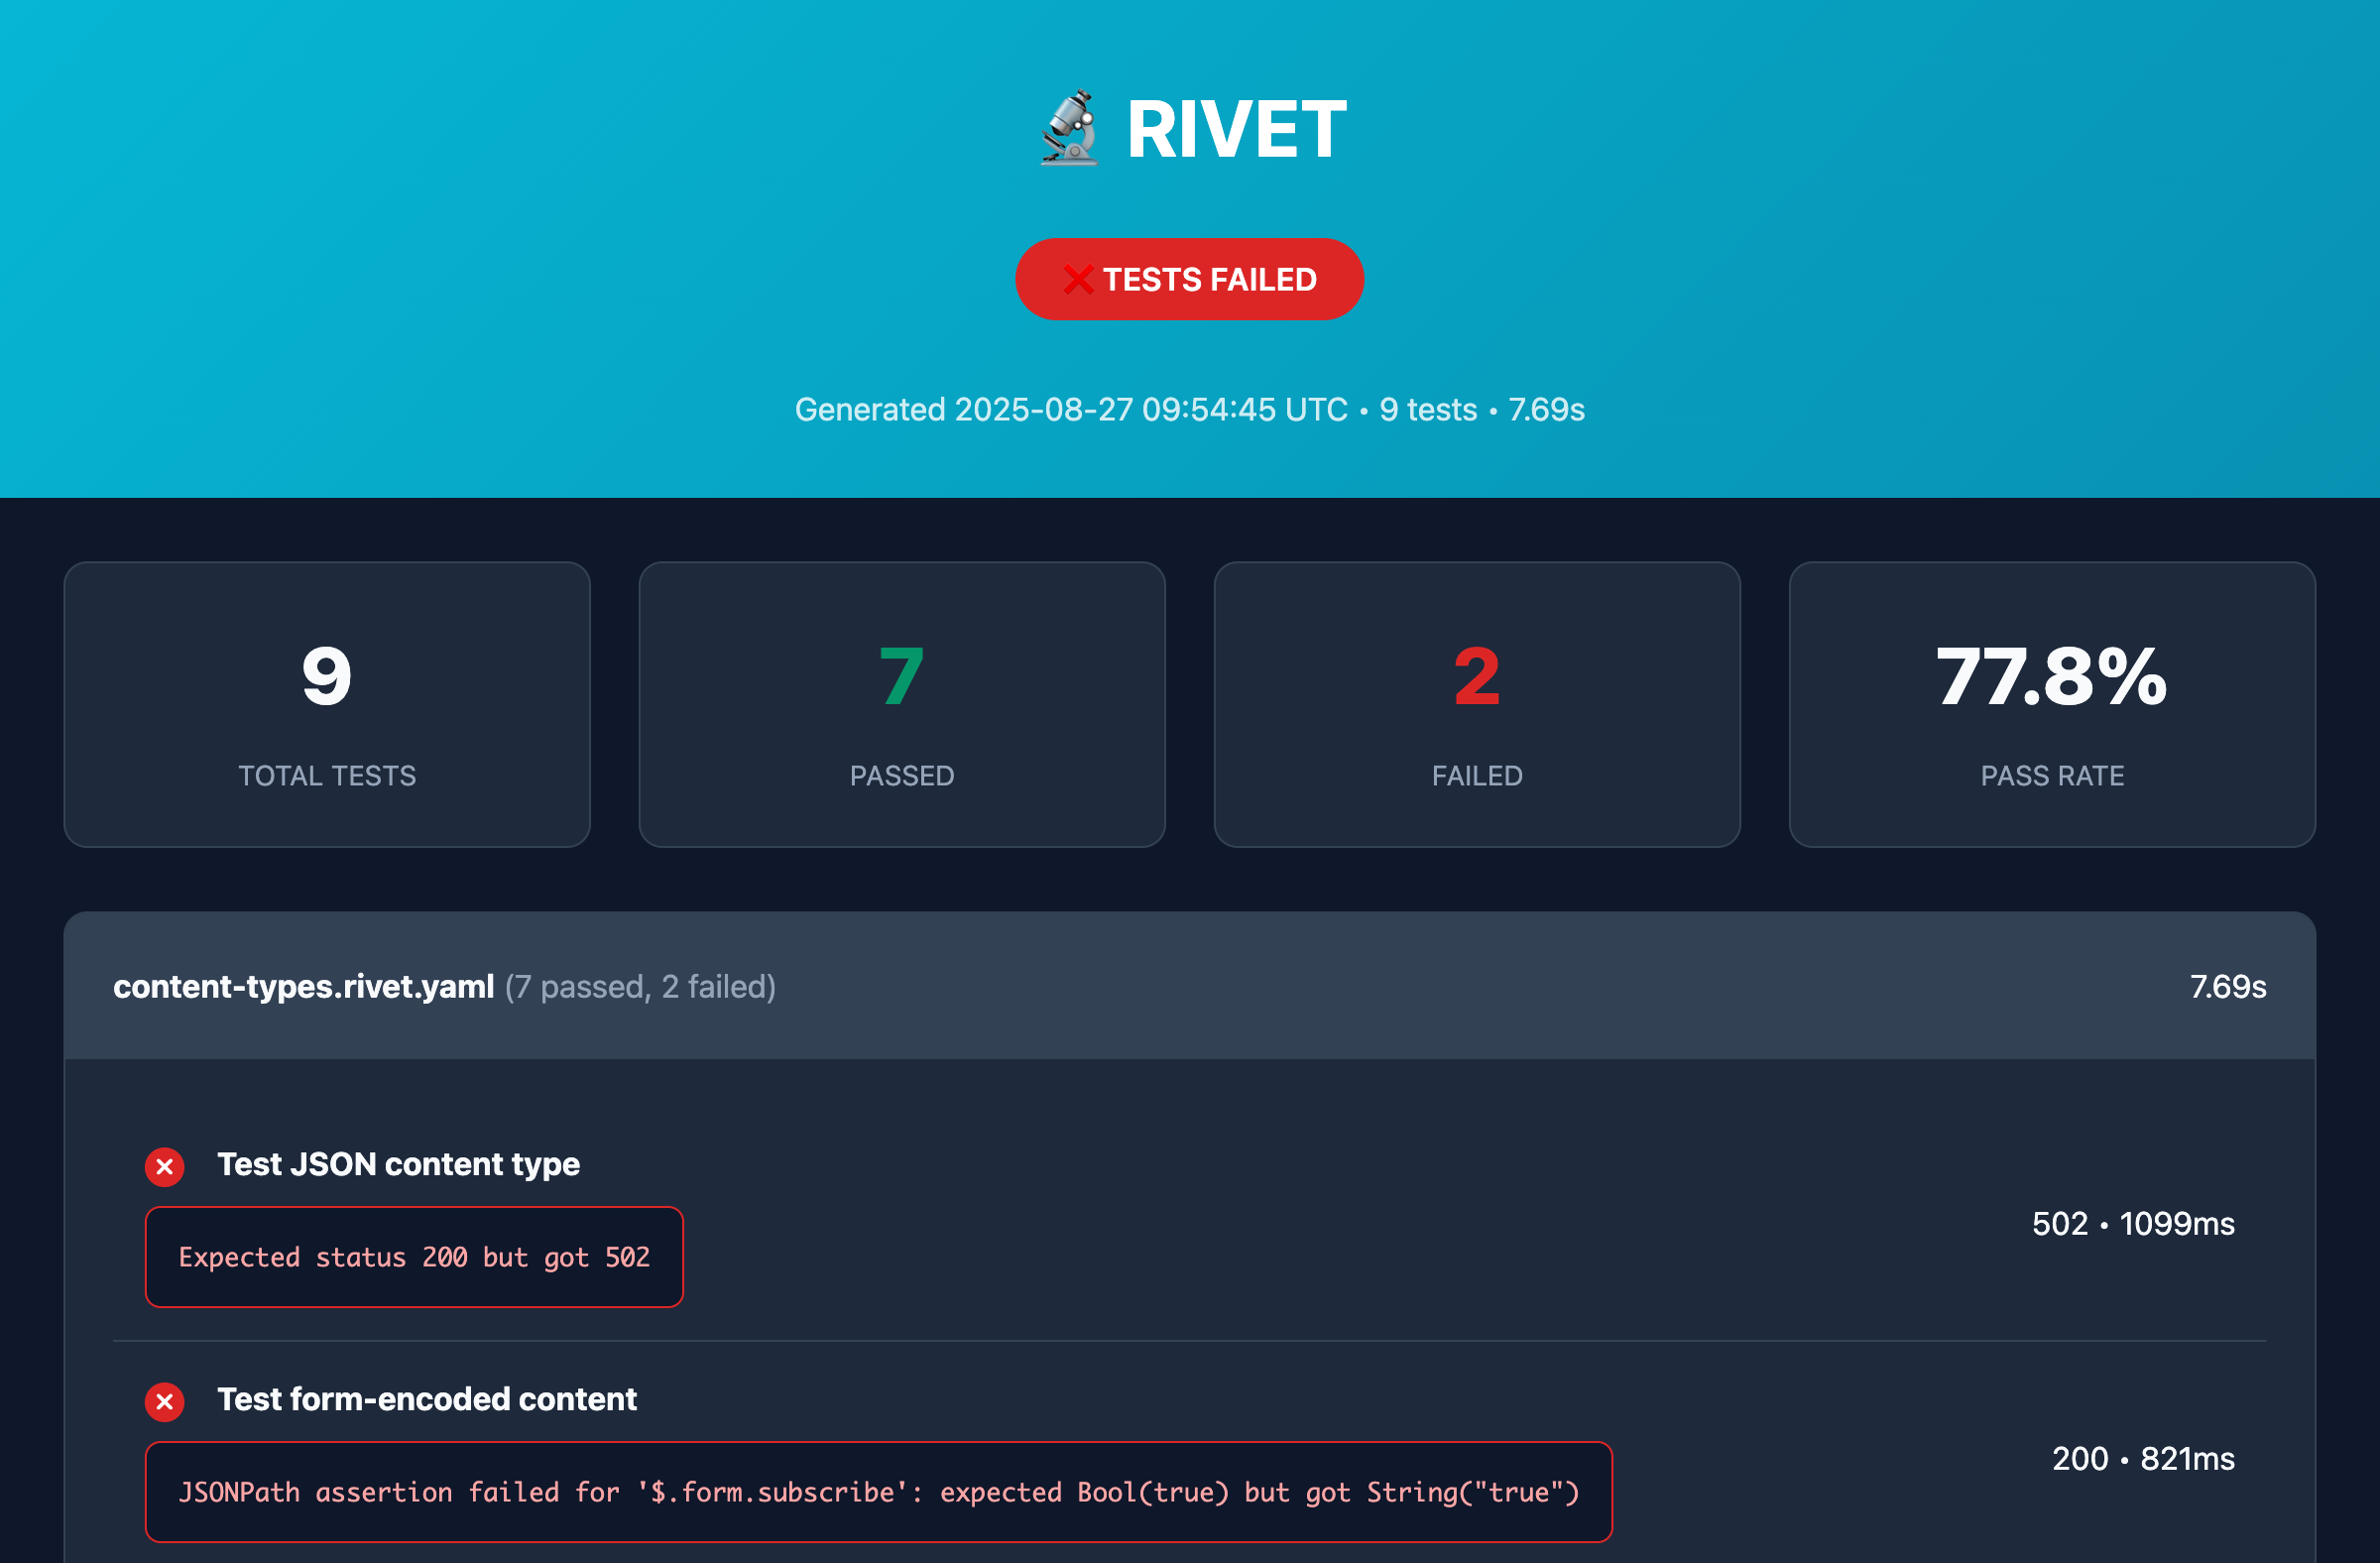 RIVET
❌ TESTS FAILED
Generated 2025-08-27 09:54:45 UTC • 9 tests • 7.69s
9
TOTAL TESTS
7
PASSED
2
FAILED
77.8%
PASS RATE
content-types.rivet.yaml (7 passed, 2 failed) 7.69s
Test JSON content type
Expected status 200 but got 502
502 • 1099ms
Test form-encoded content
JSONPath assertion failed for '$.form.subscribe': expected Bool(true) but got String("true")
200 • 821ms